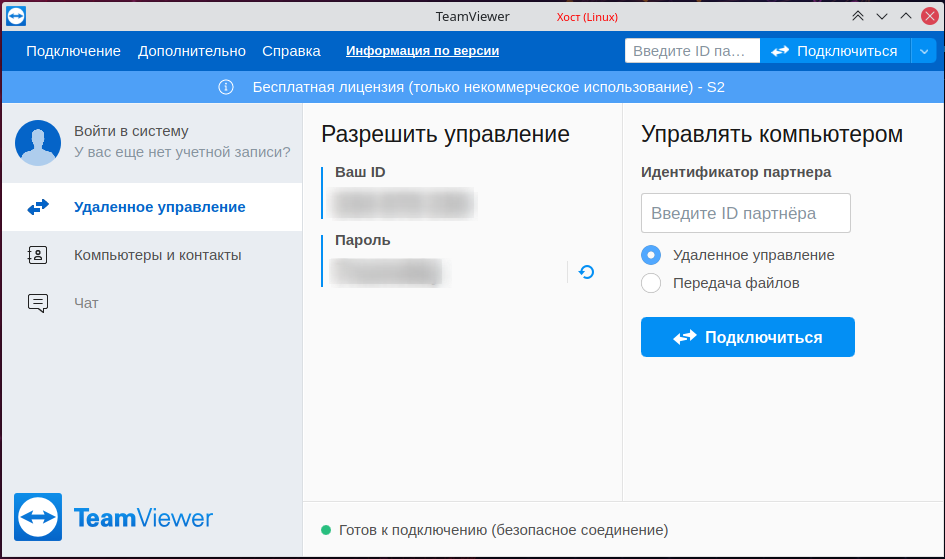 TeamViewer
Хост (Linux)
Подключение
Дополнительно
Справка
Информация по версии
Введите ID па...
Подключиться
Бесплатная лицензия (только некоммерческое использование) - S2
Войти в систему
У вас еще нет учетной записи?
Удаленное управление
Компьютеры и контакты
Чат
TeamViewer
Разрешить управление
Ваш ID
Пароль
Управлять компьютером
Идентификатор партнера
Введите ID партнёра
Удаленное управление
Передача файлов
Подключиться
Готов к подключению (безопасное соединение)